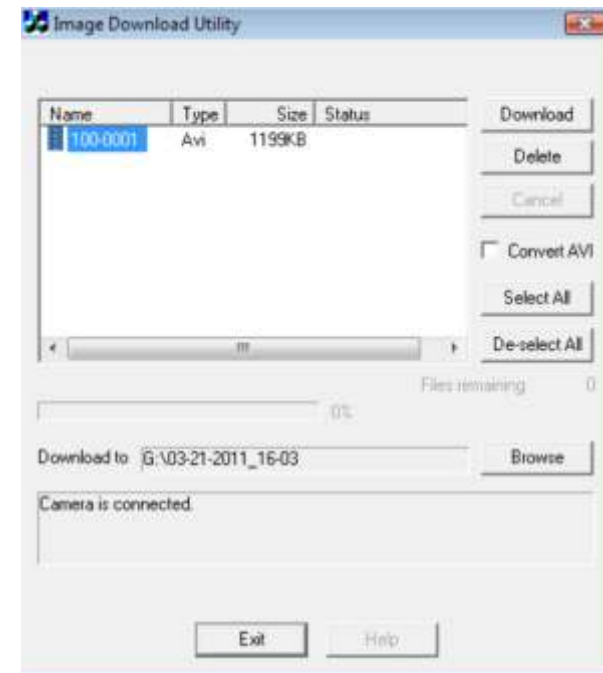 Image Download Utility
Name Type Size Status
100-0001 Avi 1199KB
Download
Delete
Cancel
Convert AVI
Select All
De-select All
Files remaining 0
0%
Download to G:\03-21-2011_16-03 Browse
Camera is connected.
Exit Help